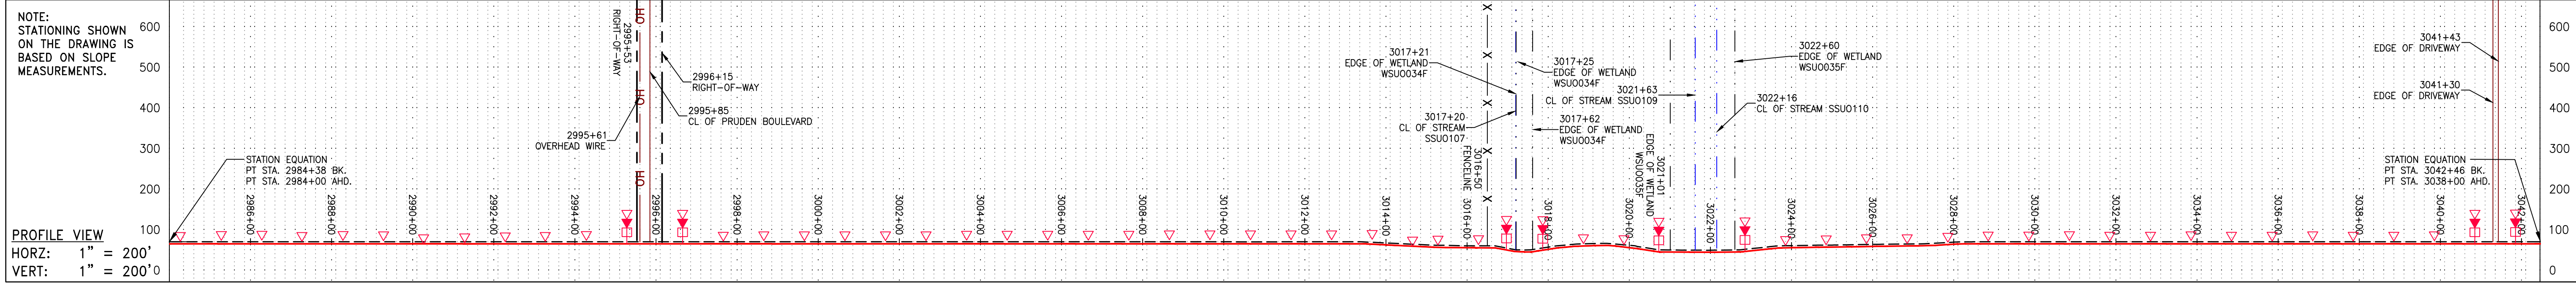 NOTE:
STATIONING SHOWN
ON THE DRAWING IS
BASED ON SLOPE
MEASUREMENTS.
PROFILE VIEW
HORZ: 1" = 200'
VERT: 1" = 200'
600
500
400
300
200
100
0
STATION EQUATION
PT STA. 2984+38 BK.
PT STA. 2984+00 AHD.
2986+00
2988+00
2990+00
2992+00
2994+00
2995+61
OVERHEAD WIRE
2995+53
RIGHT-OF-WAY
OH
OH
OH
2996+00
2996+15
RIGHT-OF-WAY
2995+85
CL OF PRUDEN BOULEVARD
2998+00
3000+00
3002+00
3004+00
3006+00
3008+00
3010+00
3012+00
3014+00
3016+00
3016+50
FENCELINE
X
X
X
X
X
3017+21
EDGE OF WETLAND
WSU0034F
3017+20
CL OF STREAM
SSU0107
3017+25
EDGE OF WETLAND
WSU0034F
3017+62
EDGE OF WETLAND
WSU0034F
3018+00
3020+00
3021+01
EDGE OF WETLAND
WSU0035F
3021+63
CL OF STREAM SSU0109
3022+00
3022+60
EDGE OF WETLAND
WSU0035F
3022+16
CL OF STREAM SSU0110
3024+00
3026+00
3028+00
3030+00
3032+00
3034+00
3036+00
3038+00
3040+00
3042+00
3041+43
EDGE OF DRIVEWAY
3041+30
EDGE OF DRIVEWAY
STATION EQUATION
PT STA. 3042+46 BK.
PT STA. 3038+00 AHD.
600
500
400
300
200
100
0